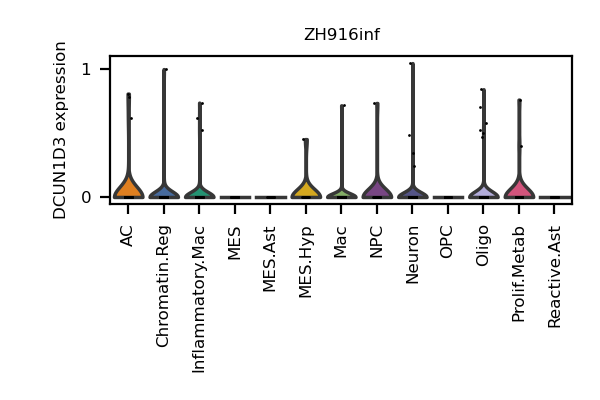 ZH916inf
DCUN1D3 expression
1
0
AC
Chromatin.Reg
Inflammatory.Mac
MES
MES.Ast
MES.Hyp
Mac
NPC
Neuron
OPC
Oligo
Prolif.Metab
Reactive.Ast